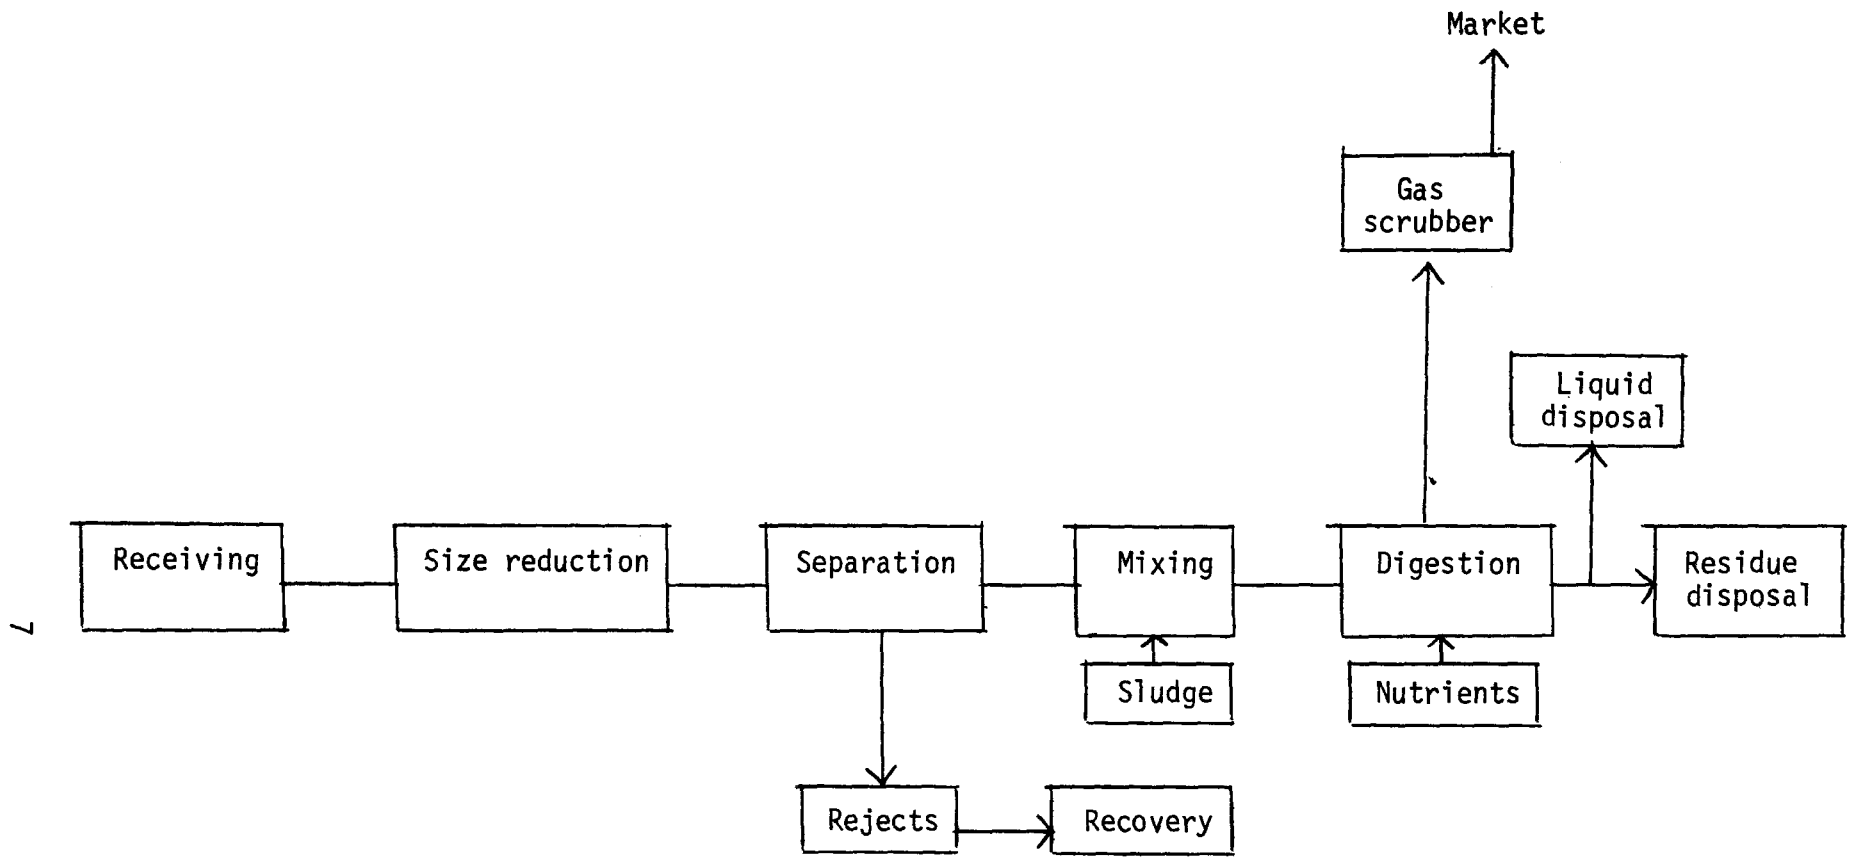 Market
Gas
scrubber
Liquid
disposal
Receiving
Size reduction
Separation
Mixing
Digestion
Residue
disposal
7
Sludge
Nutrients
Rejects
Recovery